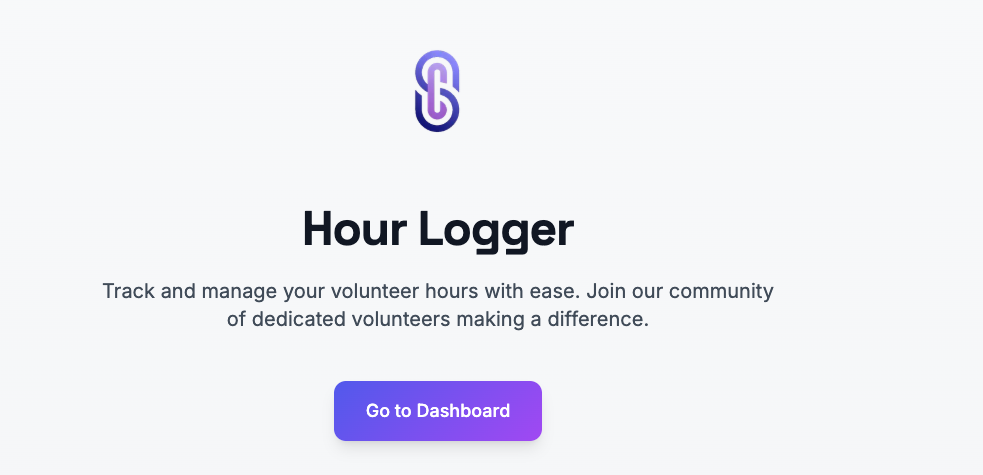 Hour Logger
Track and manage your volunteer hours with ease. Join our community
of dedicated volunteers making a difference.
Go to Dashboard